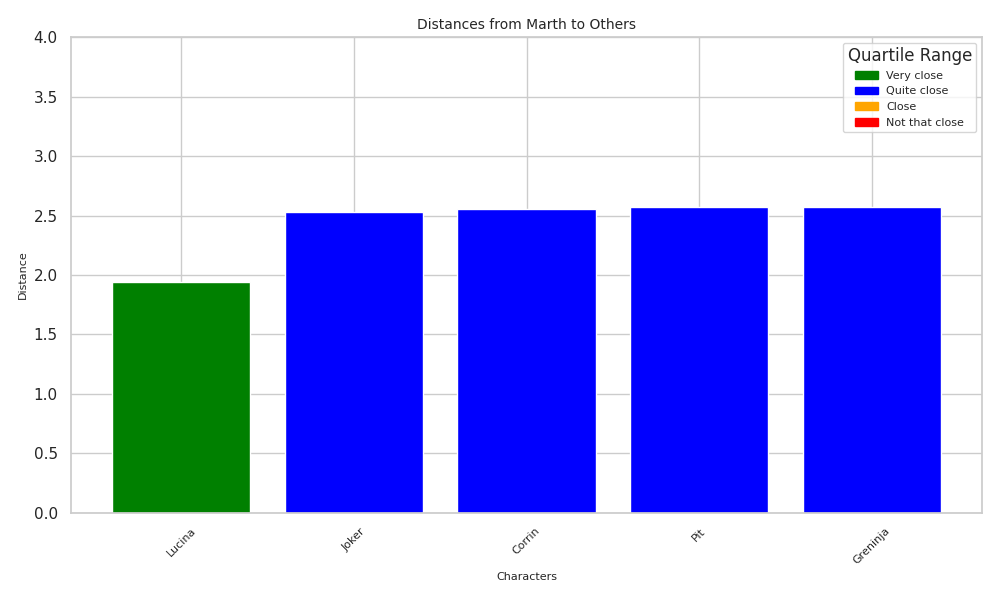 Distances from Marth to Others
4.0
3.5
3.0
2.5
2.0
1.5
1.0
0.5
0.0
Distance
Quartile Range
Very close
Quite close
Close
Not that close
Lucina
Joker
Corrin
Pit
Greninja
Characters